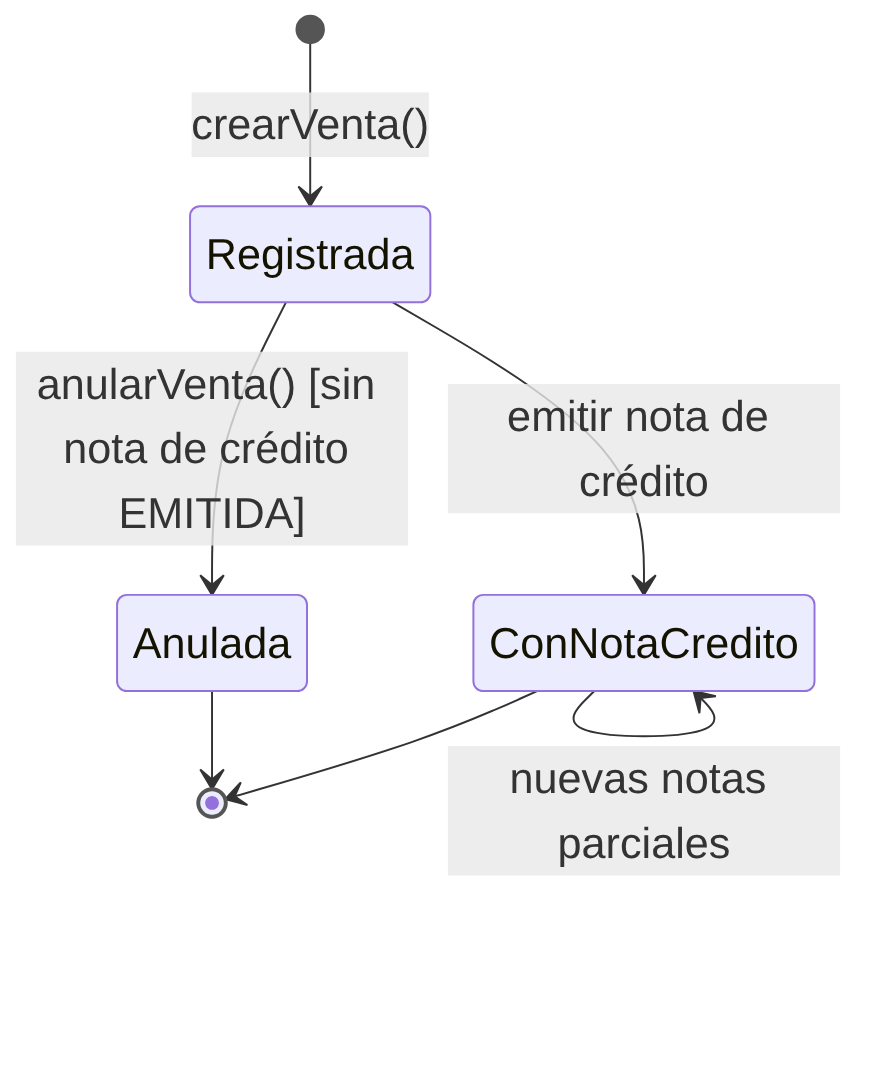 crearVenta()
Registrada
anularVenta() [sin
nota de crédito
EMITIDA]
emitir nota de
crédito
Anulada
ConNotaCredito
nuevas notas
parciales